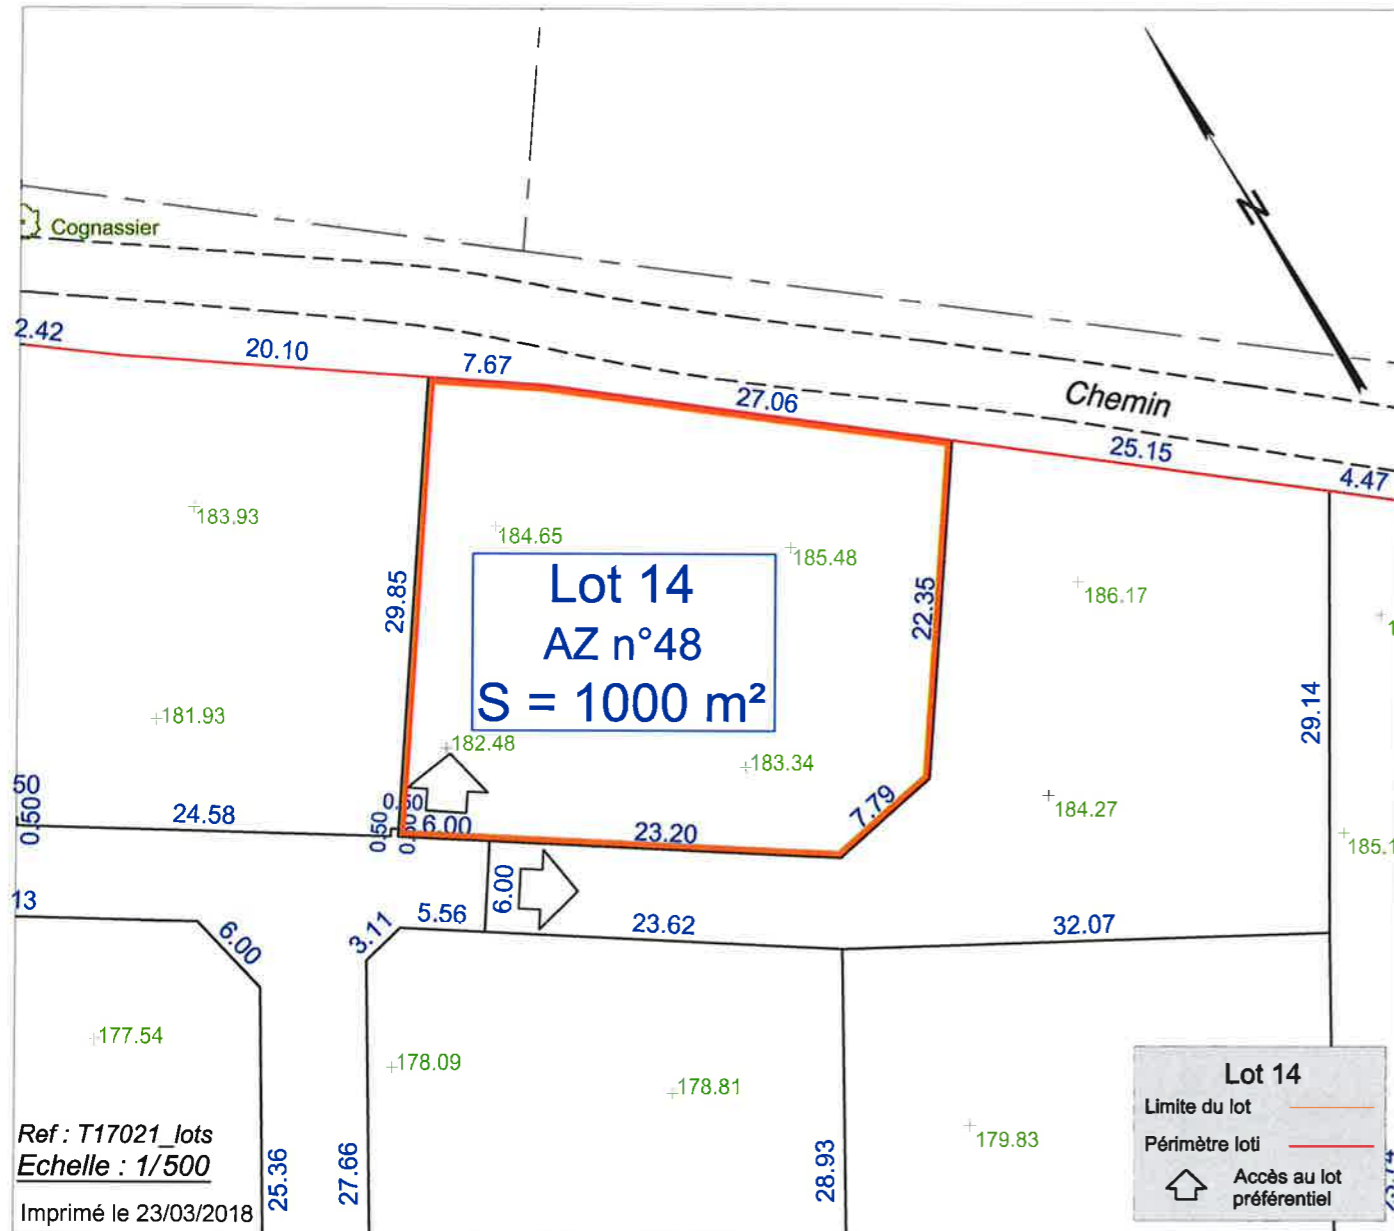 Cognassier
2.42
20.10
7.67
27.06
Chemin
25.15
4.47
183.93
184.65
185.48
186.17
29.85
22.35
Lot 14
AZ n°48
S = 1000 m²
181.93
182.48
183.34
184.27
29.14
185.1
50
0.50
24.58
0.50
0.50
6.00
23.20
7.79
13
6.00
3.11
5.56
6.00
23.62
32.07
177.54
178.09
178.81
179.83
25.36
27.66
28.93
Ref : T17021_lots
Echelle : 1/500
Imprimé le 23/03/2018
Lot 14
Limite du lot
Périmètre loti
Accès au lot
préférentiel
N